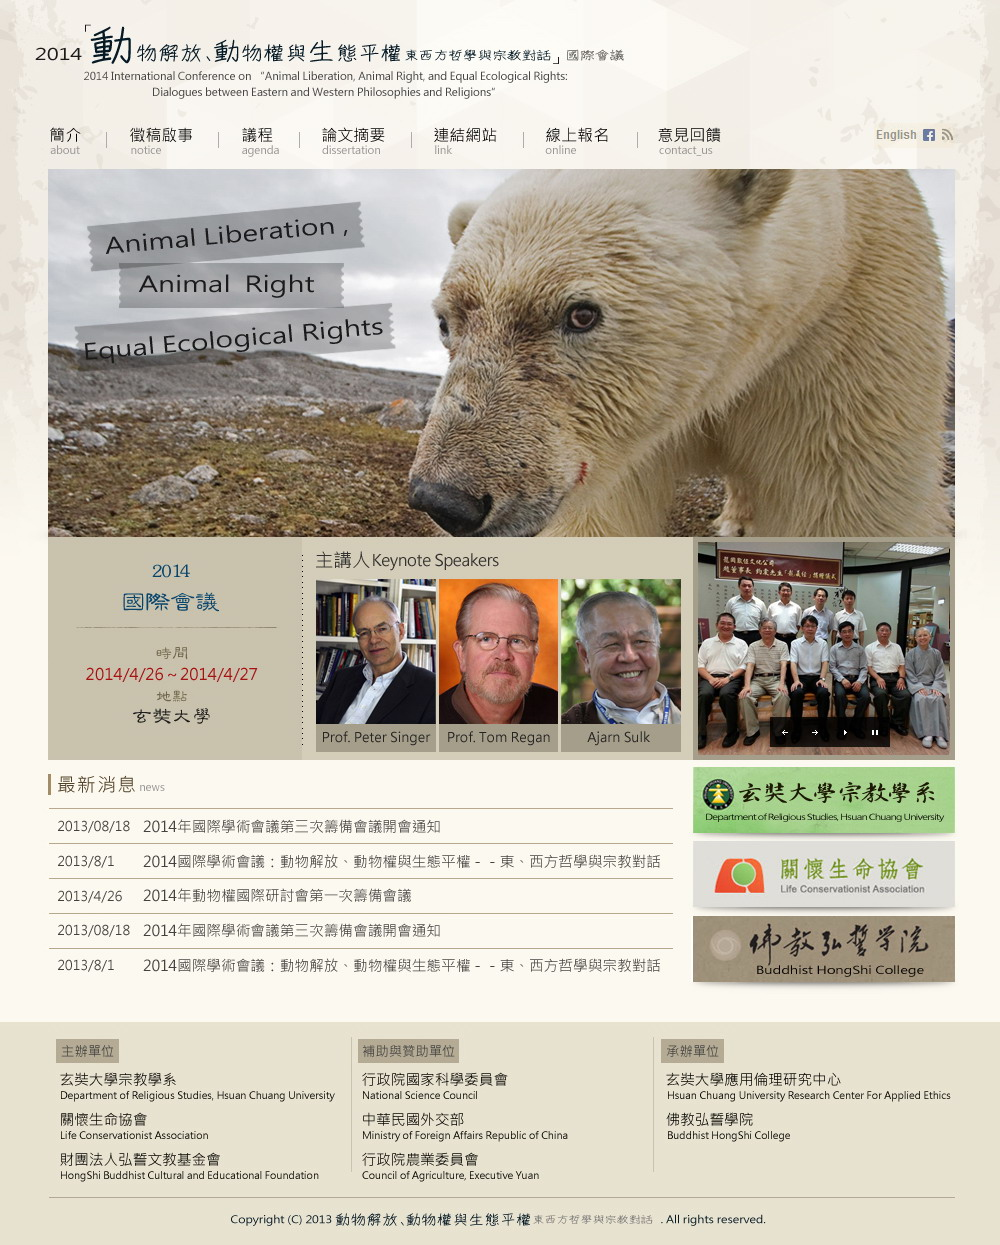 2014「動物解放、動物權與生態平權東西方哲學與宗教對話」國際會議
2014 International Conference on “Animal Liberation, Animal Right, and Equal Ecological Rights:
Dialogues between Eastern and Western Philosophies and Religions”
簡介 徵稿啟事 議程 論文摘要 連結網站 線上報名 意見回饋 English
about notice agenda dissertation link online contact_us
Animal Liberation ,
Animal Right
Equal Ecological Rights
2014
國際會議
時間
2014/4/26 ~ 2014/4/27
地點
玄奘大學
主講人Keynote Speakers
Prof. Peter Singer Prof. Tom Regan Ajarn Sulk
最新消息 news
2013/08/18 2014年國際學術會議第三次籌備會議開會通知
2013/8/1 2014國際學術會議：動物解放、動物權與生態平權－－東、西方哲學與宗教對話
2013/4/26 2014年動物權國際研討會第一次籌備會議
2013/08/18 2014年國際學術會議第三次籌備會議開會通知
2013/8/1 2014國際學術會議：動物解放、動物權與生態平權－－東、西方哲學與宗教對話
玄奘大學宗教學系
Department of Religious Studies, Hsuan Chuang University
關懷生命協會
Life Conservationist Association
佛教弘誓学院
Buddhist HongShi College
主辦單位
玄奘大學宗教學系
Department of Religious Studies, Hsuan Chuang University
關懷生命協會
Life Conservationist Association
財團法人弘誓文教基金會
HongShi Buddhist Cultural and Educational Foundation
補助與贊助單位
行政院國家科學委員會
National Science Council
中華民國外交部
Ministry of Foreign Affairs Republic of China
行政院農業委員會
Council of Agriculture, Executive Yuan
承辦單位
玄奘大學應用倫理研究中心
Hsuan Chuang University Research Center For Applied Ethics
佛教弘誓學院
Buddhist HongShi College
Copyright (C) 2013 動物解放、動物權與生態平權東西方哲學與宗教對話 . All rights reserved.